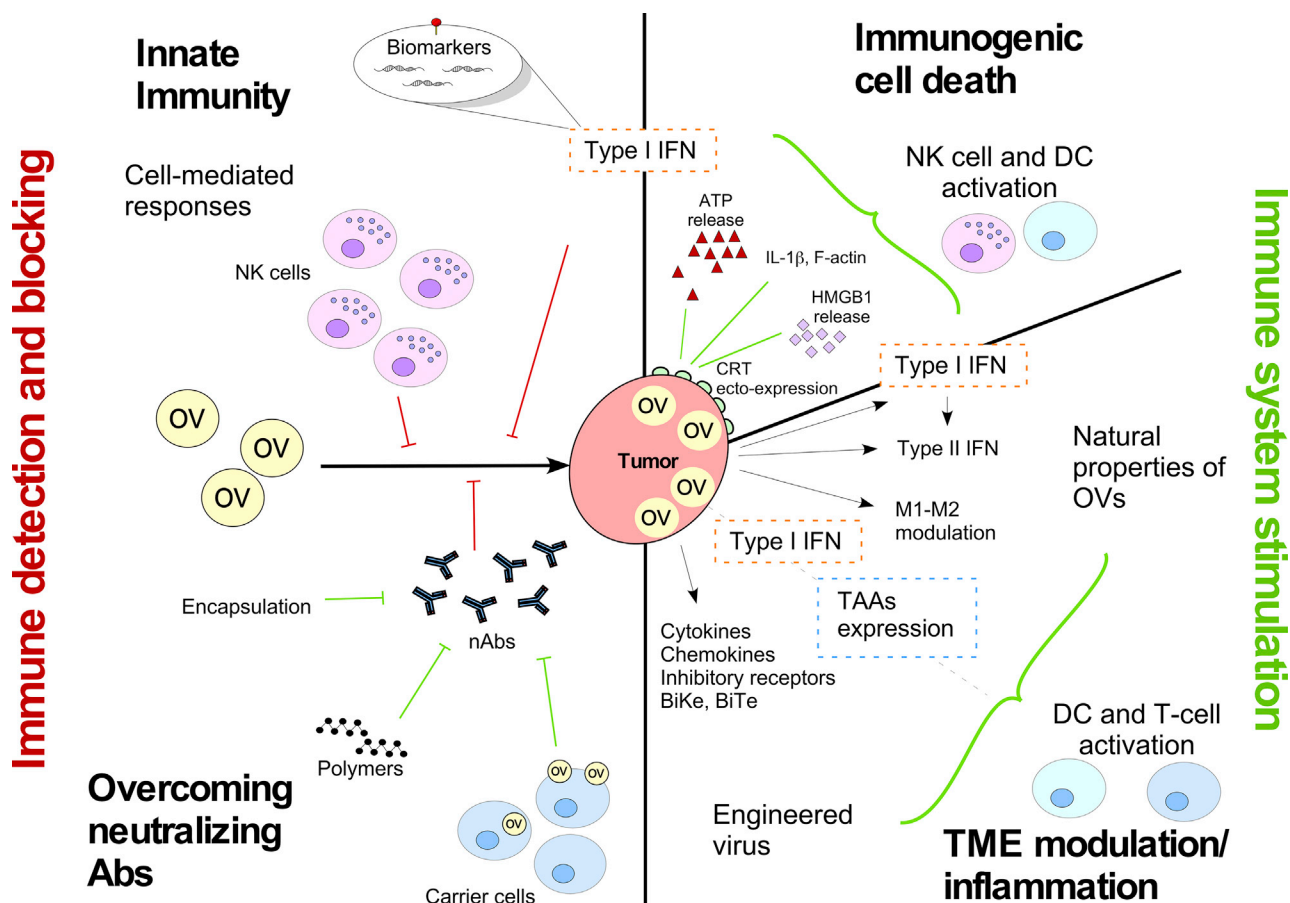 Immune detection and blocking
Innate
Immunity
Biomarkers
Type I IFN
Cell-mediated
responses
NK cells
OV
OV
OV
Encapsulation
nAbs
Polymers
Overcoming
neutralizing
Abs
OV
OV
OV
Carrier cells
Immunogenic
cell death
NK cell and DC
activation
ATP
release
IL-1β, F-actin
HMGB1
release
CRT
ecto-expression
OV
OV
Tumor
OV
OV
Type I IFN
Type II IFN
M1-M2
modulation
Natural
properties of
OVs
Type I IFN
TAAs
expression
Cytokines
Chemokines
Inhibitory receptors
BiKe, BiTe
DC and T-cell
activation
Engineered
virus
TME modulation/
inflammation
Immune system stimulation